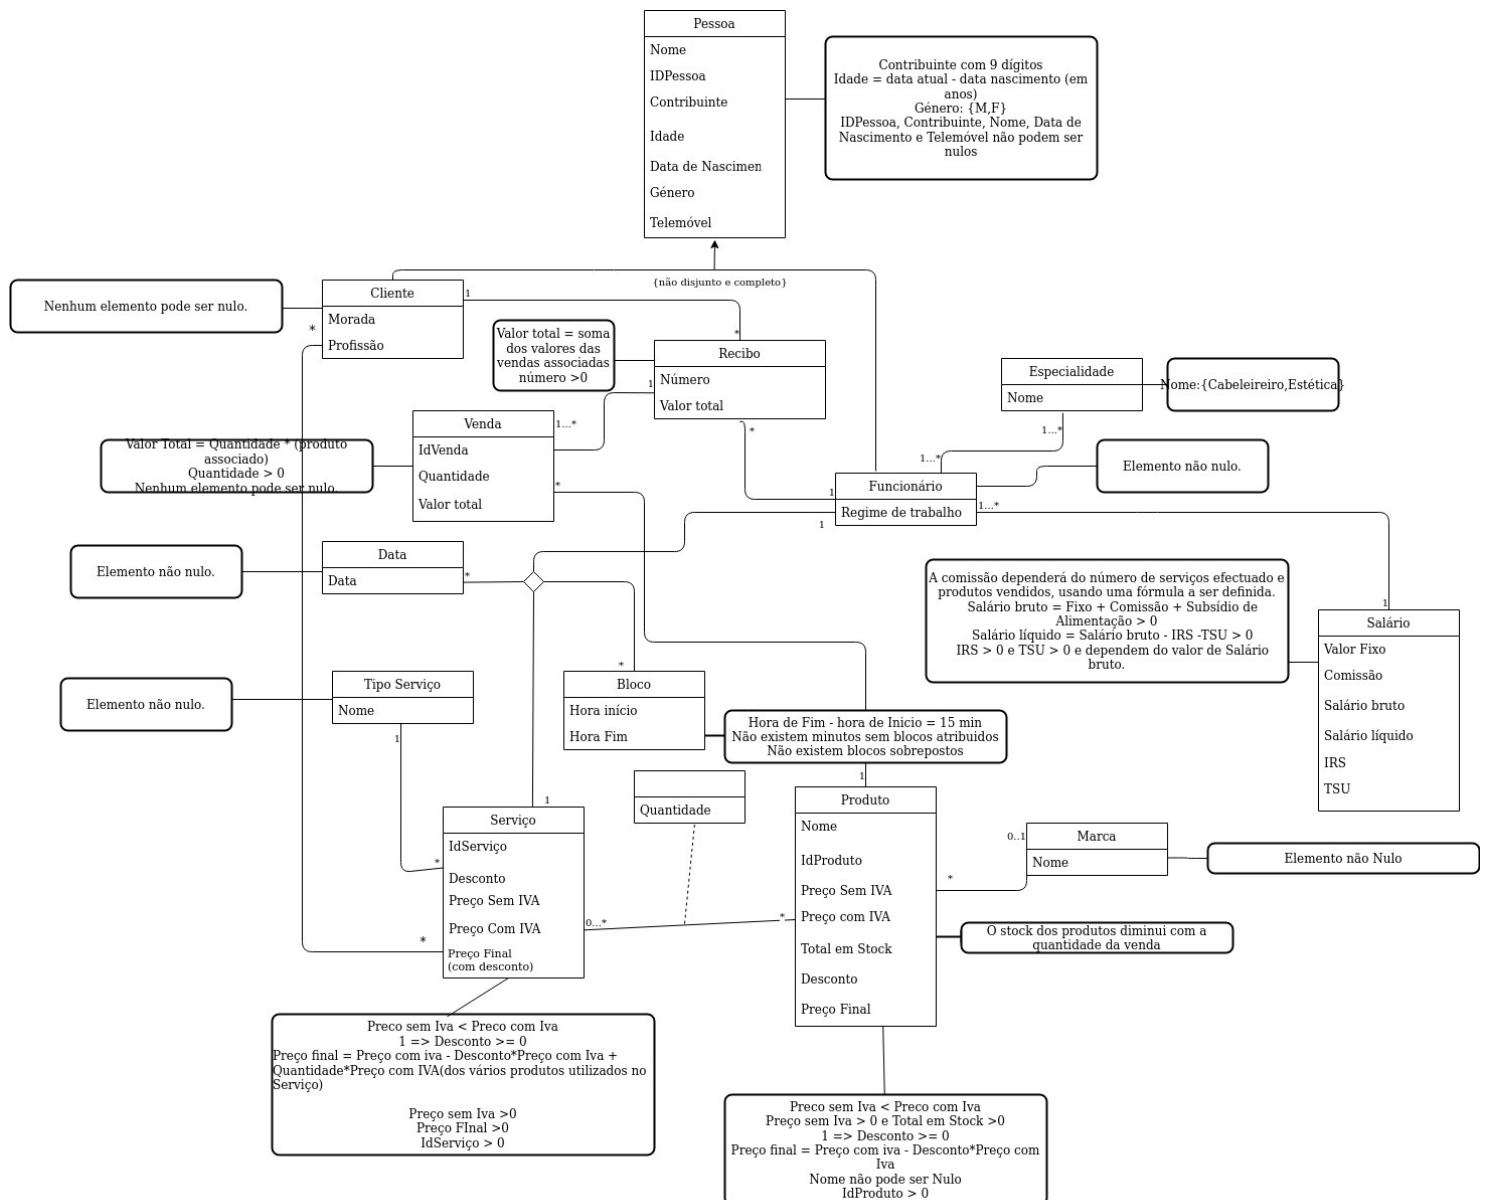 Pessoa
Nome
IDPessoa
Contribuinte
Idade
Data de Nascimen
Género
Telemóvel
Contribuinte com 9 dígitos
Idade = data atual - data nascimento (em
anos)
Género: {M,F}
IDPessoa, Contribuinte, Nome, Data de
Nascimento e Telemóvel não podem ser
nulos
{não disjunto e completo}
Nenhum elemento pode ser nulo.
Cliente
Morada
Profissão
1
*
*
Valor total = soma
dos valores das
vendas associadas
número >0
Recibo
Número
Valor total
1
*
Especialidade
Nome
Nome:{Cabeleireiro,Estética}
1...*
1...*
Venda
IdVenda
Quantidade
Valor total
1...*
*
Valor Total = Quantidade * (produto
associado)
Quantidade > 0
Nenhum elemento pode ser nulo.
Funcionário
Regime de trabalho
1
1
1...*
Elemento não nulo.
Elemento não nulo.
Data
Data
*
A comissão dependerá do número de serviços efectuado e
produtos vendidos, usando uma fórmula a ser definida.
Salário bruto = Fixo + Comissão + Subsídio de
Alimentação > 0
Salário líquido = Salário bruto - IRS -TSU > 0
IRS > 0 e TSU > 0 e dependem do valor de Salário
bruto.
1
Salário
Valor Fixo
Comissão
Salário bruto
Salário líquido
IRS
TSU
Elemento não nulo.
Tipo Serviço
Nome
1
*
Bloco
Hora início
Hora Fim
Hora de Fim - hora de Inicio = 15 min
Não existem minutos sem blocos atribuidos
Não existem blocos sobrepostos
Quantidade
1
1
Serviço
IdServiço
Desconto
Preço Sem IVA
Preço Com IVA
Preço Final
(com desconto)
*
*
0...*
*
Produto
Nome
IdProduto
Preço Sem IVA
Preço com IVA
Total em Stock
Desconto
Preço Final
0..1
*
Marca
Nome
Elemento não Nulo
O stock dos produtos diminui com a
quantidade da venda
Preco sem Iva < Preco com Iva
1 => Desconto >= 0
Preço final = Preço com iva - Desconto*Preço com Iva +
Quantidade*Preço com IVA(dos vários produtos utilizados no
Serviço)
Preço sem Iva >0
Preço FInal >0
IdServiço > 0
Preco sem Iva < Preco com Iva
Preço sem Iva > 0 e Total em Stock >0
1 => Desconto >= 0
Preço final = Preço com iva - Desconto*Preço com
Iva
Nome não pode ser Nulo
IdProduto > 0